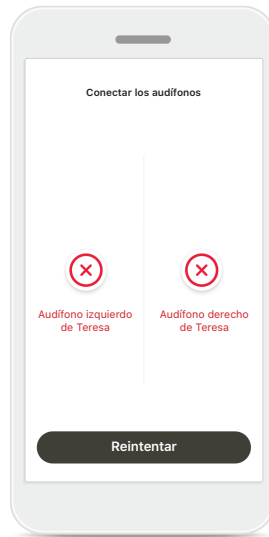 Conectar los audífonos
Audífono izquierdo
de Teresa
Audífono derecho
de Teresa
Reintentar